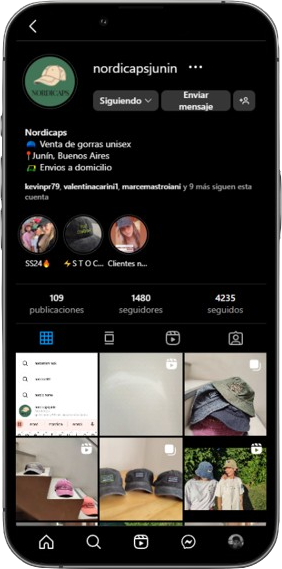 nordicapsjunin ...
NORDICAPS
Siguiendo
Enviar mensaje
Nordicaps
🧢 Venta de gorras unisex
📍Junín, Buenos Aires
Envios a domicilio
kevinpr79, valentinacarini1, marcemastroiani y 9 más siguen esta
cuenta
SS24🔥
⚡S T O C...
Clientes n...
109 1480 4235
publicaciones seguidores seguidos